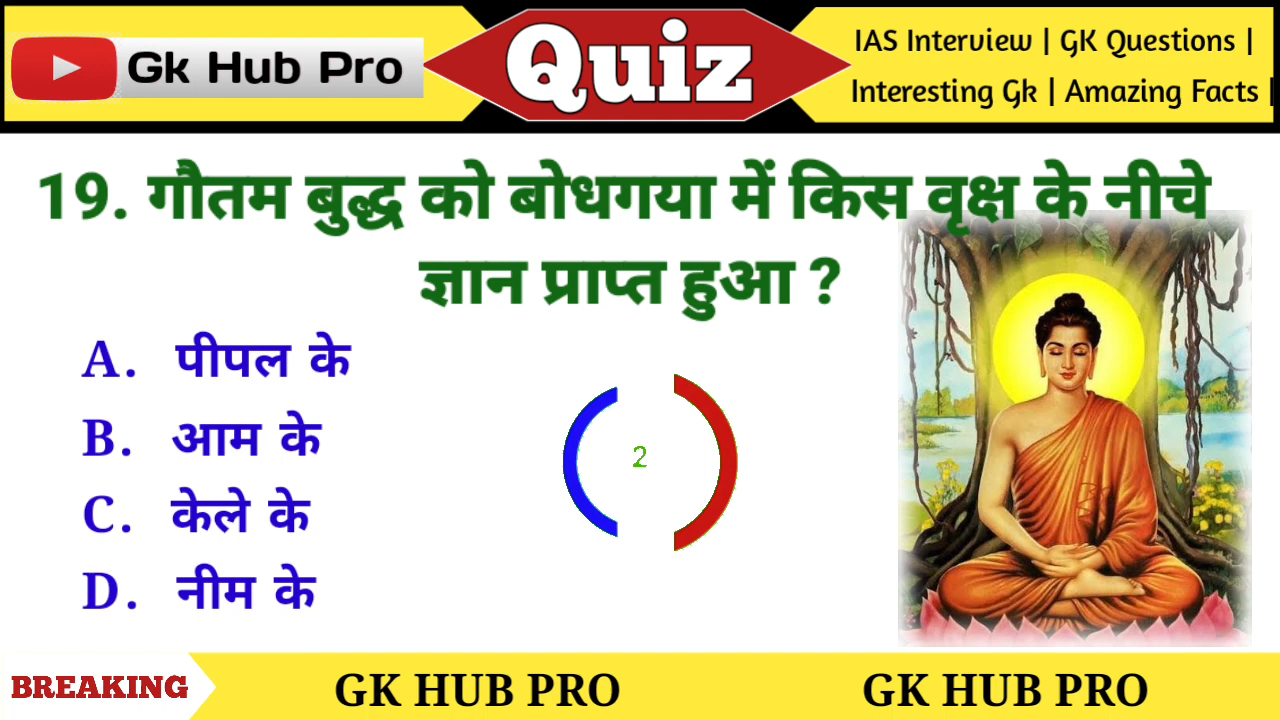 Gk Hub Pro
Quiz
IAS Interview | GK Questions |
Interesting Gk | Amazing Facts |
19. गौतम बुद्ध को बोधगया में किस वृक्ष के नीचे
ज्ञान प्राप्त हुआ ?
A. पीपल के
B. आम के
C. केले के
D. नीम के
2
BREAKING
GK HUB PRO
GK HUB PRO